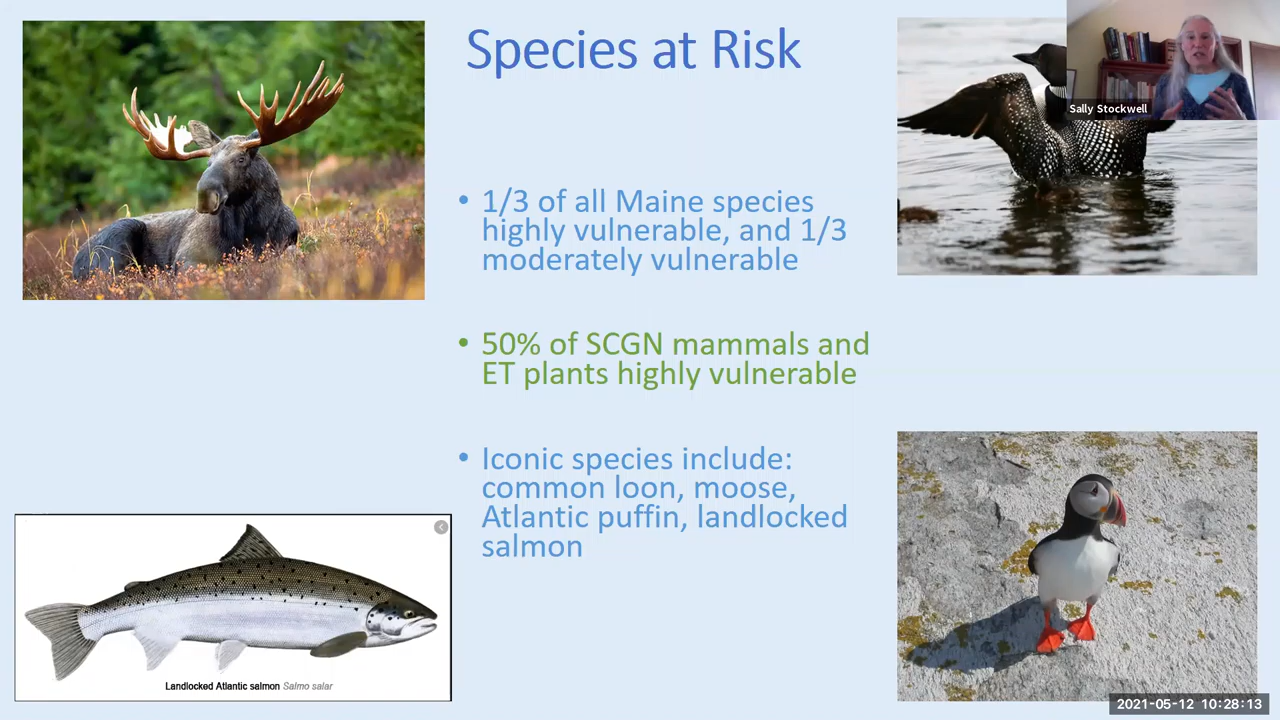 Species at Risk
Sally Stockwell
• 1/3 of all Maine species
highly vulnerable, and 1/3
moderately vulnerable
• 50% of SCGN mammals and
ET plants highly vulnerable
• Iconic species include:
common loon, moose,
Atlantic puffin, landlocked
salmon
Landlocked Atlantic salmon Salmo salar
2021-05-12 10:28:13